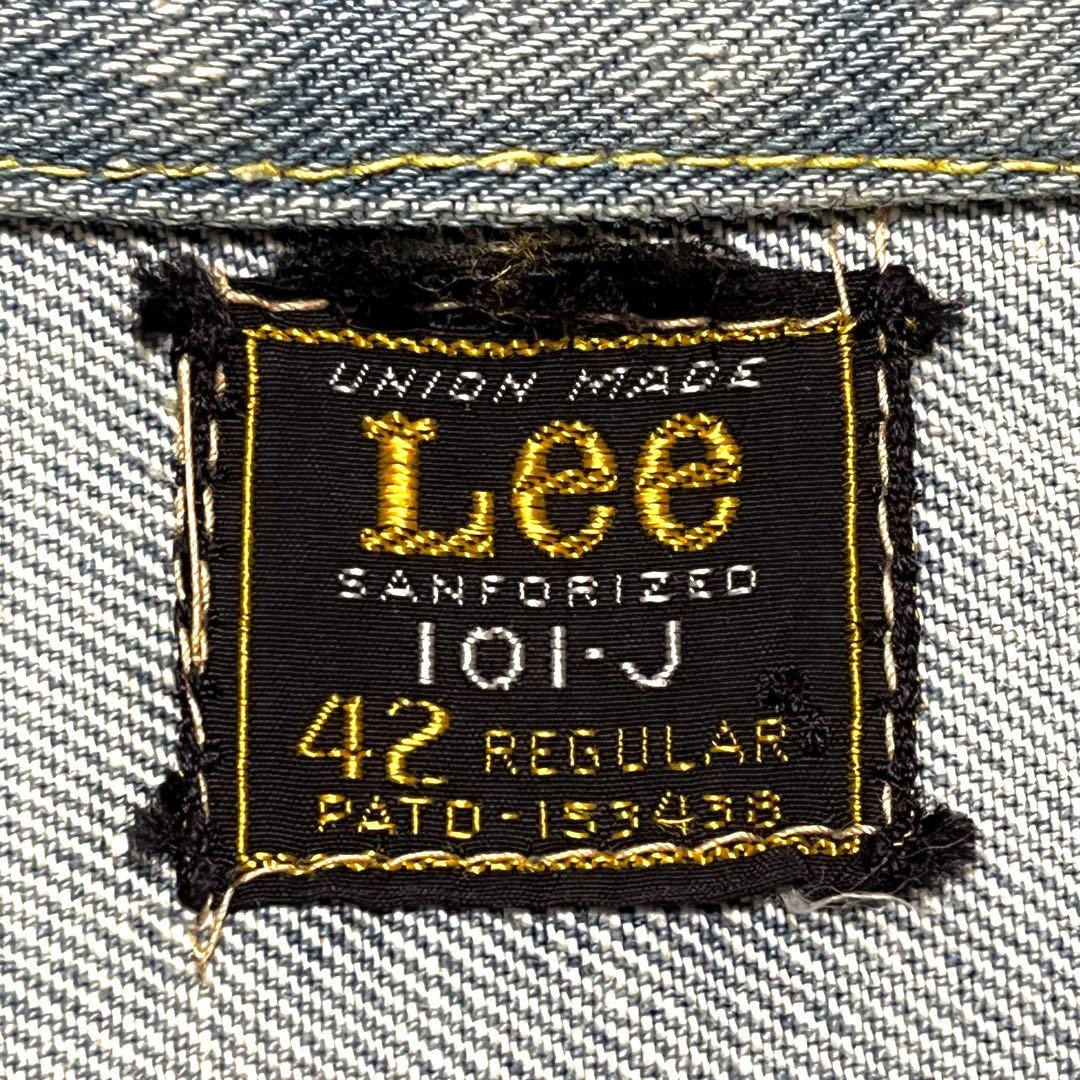 UNION MADE
Lee
SANFORIZED
101-J
42 REGULAR
PATD-153438